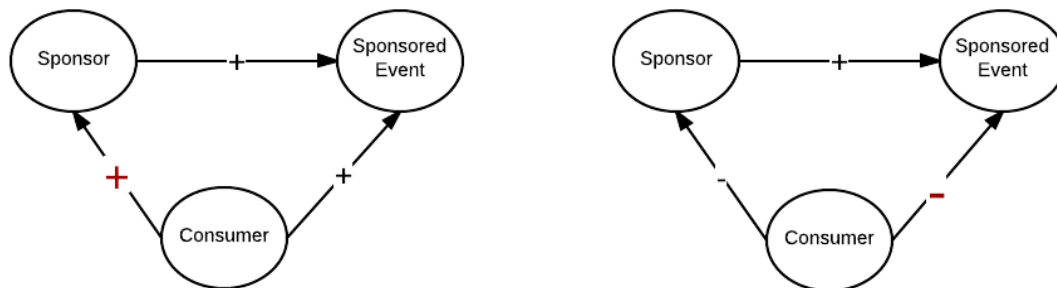 Sponsor
+
Sponsored
Event
+
+
Consumer
Sponsor
+
Sponsored
Event
-
-
Consumer